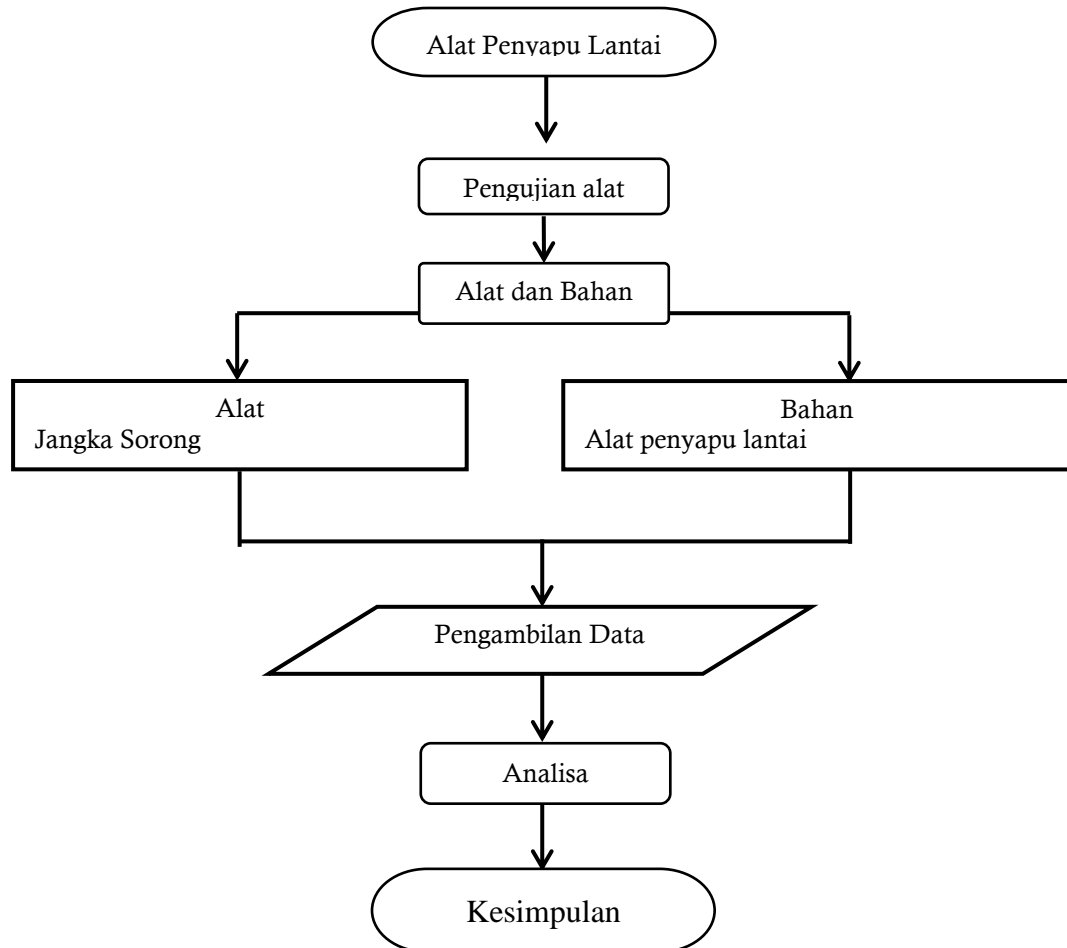 Alat Penyapu Lantai
Pengujian alat
Alat dan Bahan
Alat
Jangka Sorong
Bahan
Alat penyapu lantai
Pengambilan Data
Analisa
Kesimpulan